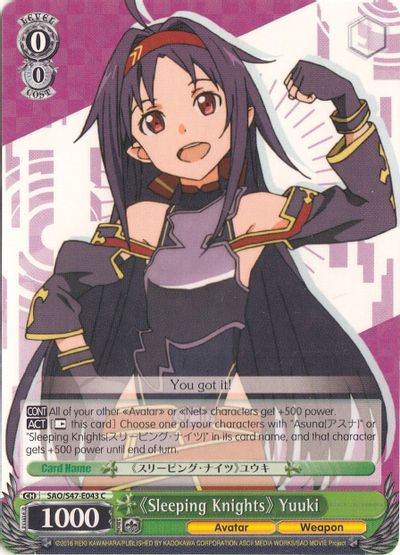 LEVEL
0
0
COST
You got it!
CONT All of your other «Avatar» or «Net» characters get +500 power.
ACT [ this card] Choose one of your characters with "Asuna[アスナ]" or
"Sleeping Knights[スリーピング・ナイツ]" in its card name, and that character
gets +500 power until end of turn.
Card Name 《スリーピング・ナイツ》ユウキ
CH SAO/S47-E043 C
1000
《Sleeping Knights》 Yuuki
Avatar Weapon
©2016 REKI KAWAHARA/PUBLISHED BY KADOKAWA CORPORATION ASCII MEDIA WORKS/SAO MOVIE Project